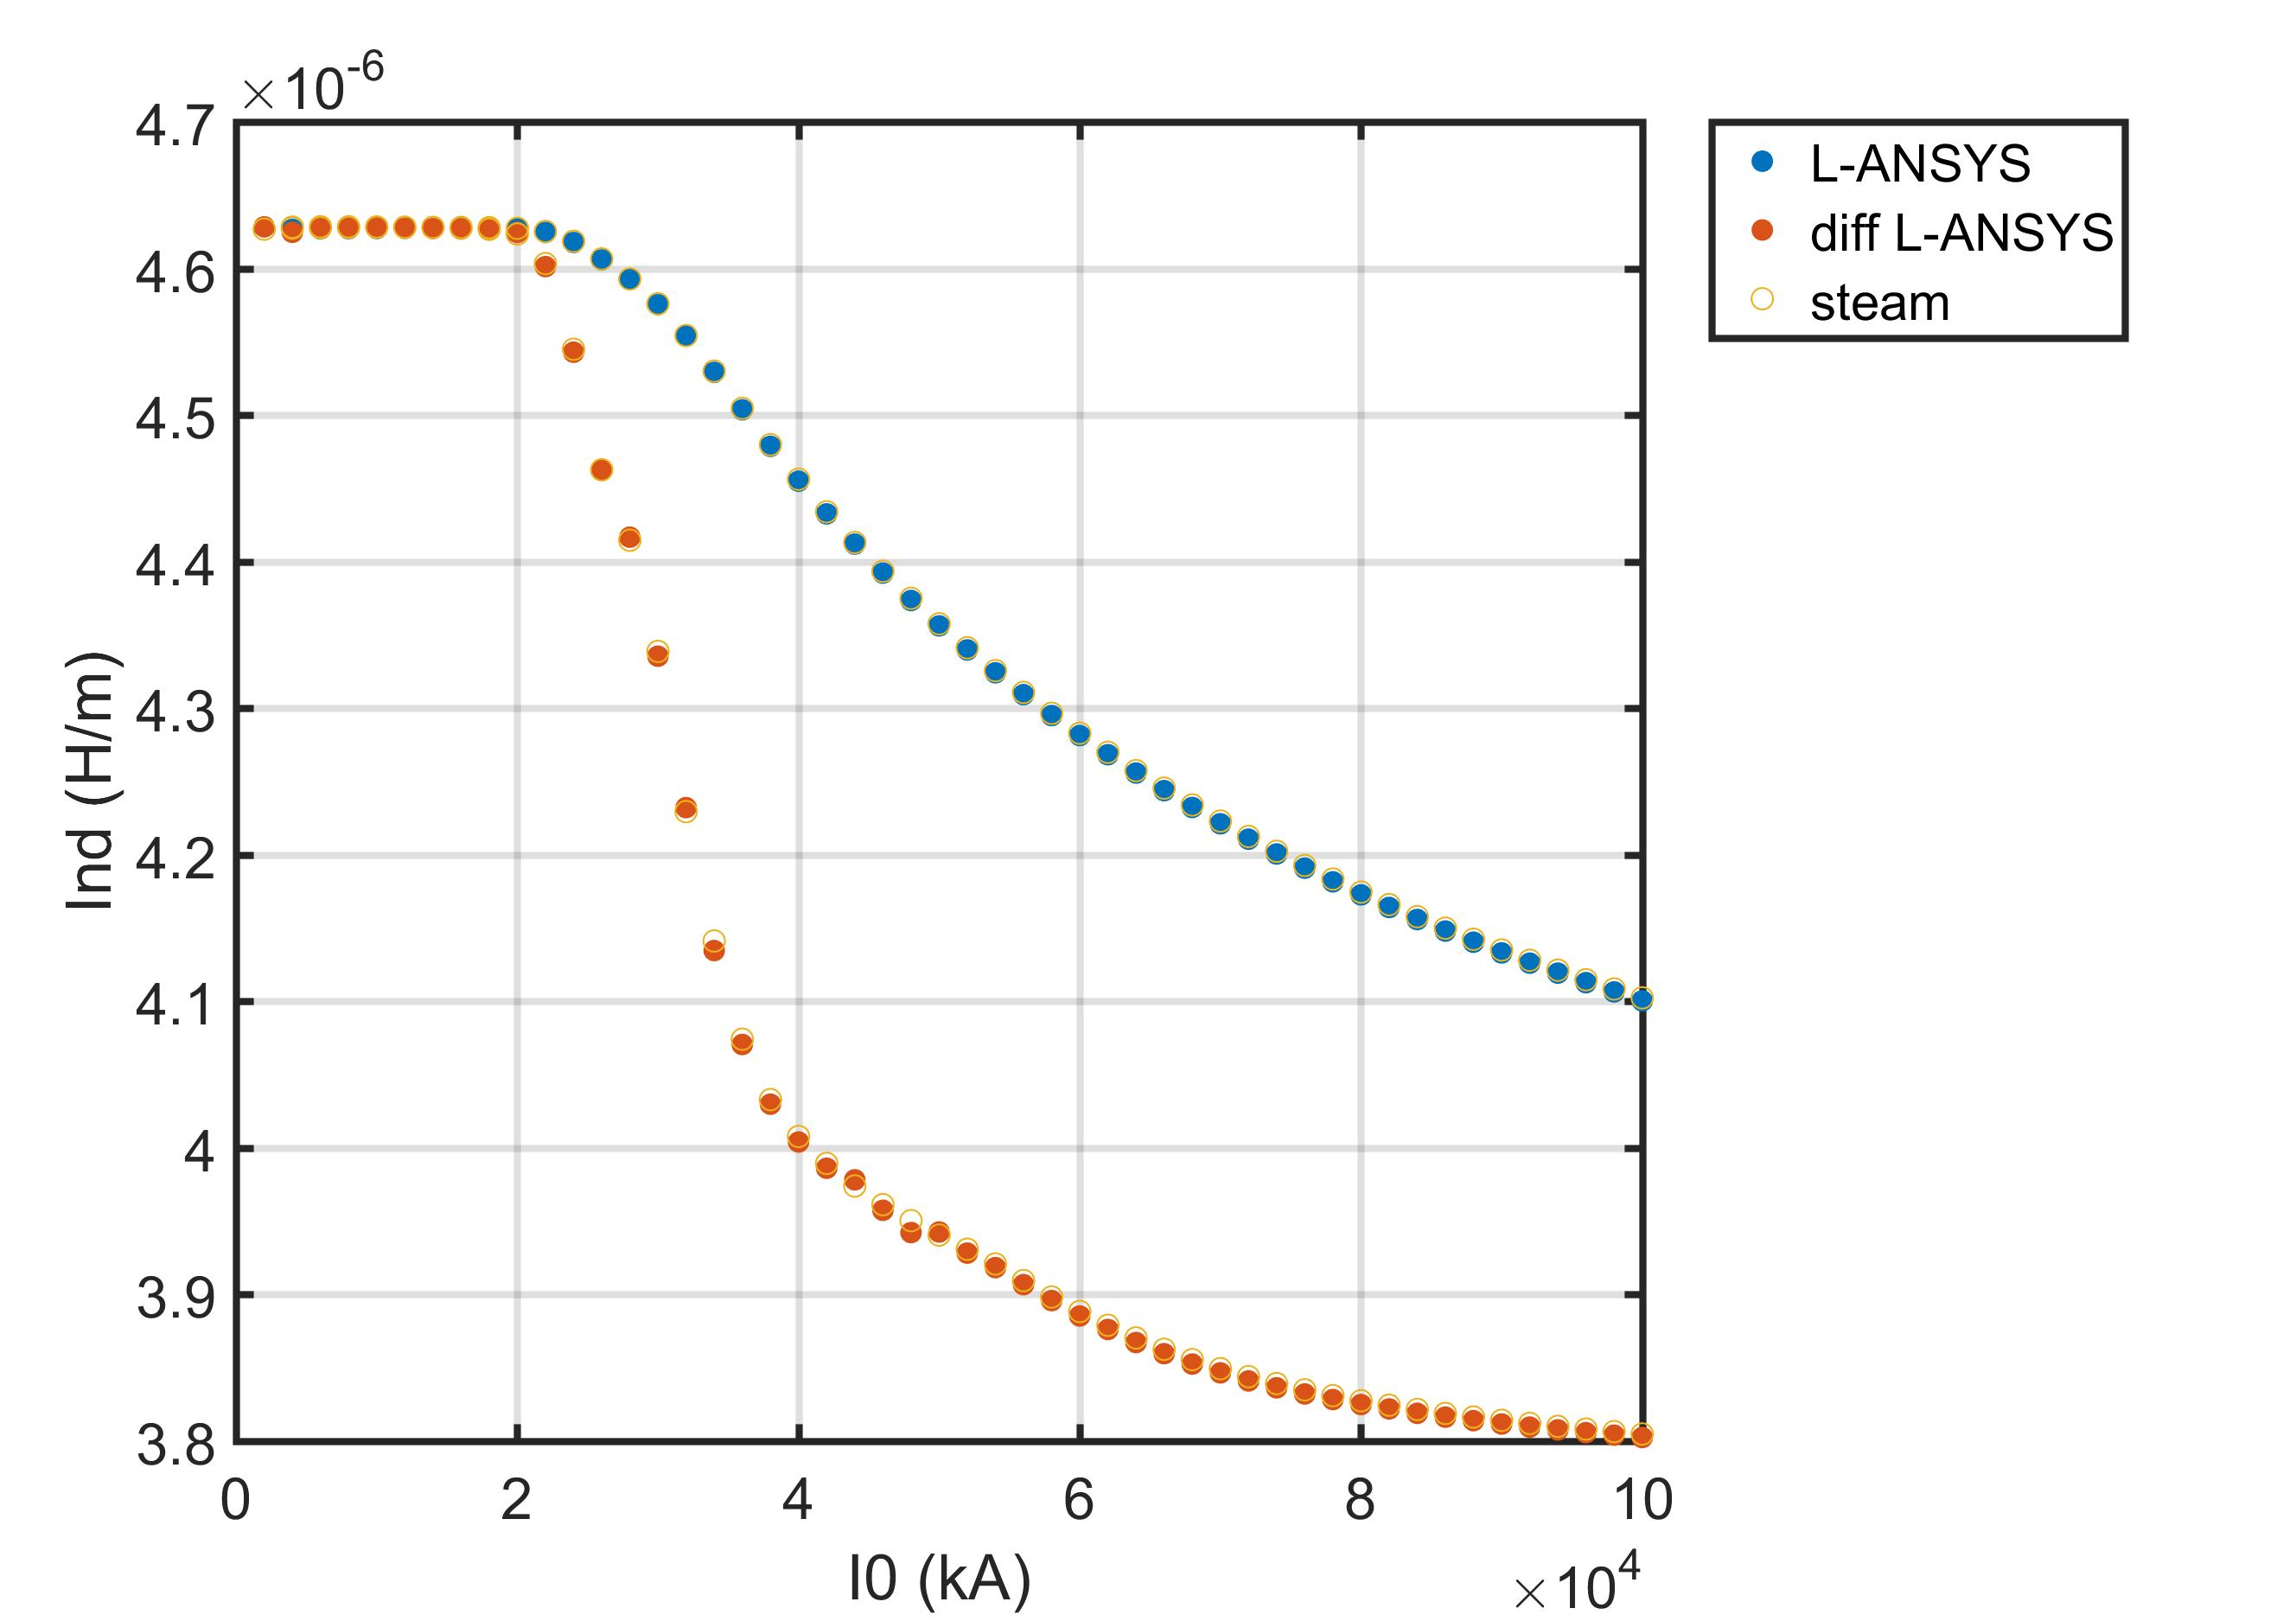 ×10-6
4.7
4.6
4.5
4.4
4.3
4.2
4.1
4
3.9
3.8
Ind (H/m)
0 2 4 6 8 10
I0 (kA)
×104
L-ANSYS
diff L-ANSYS
steam